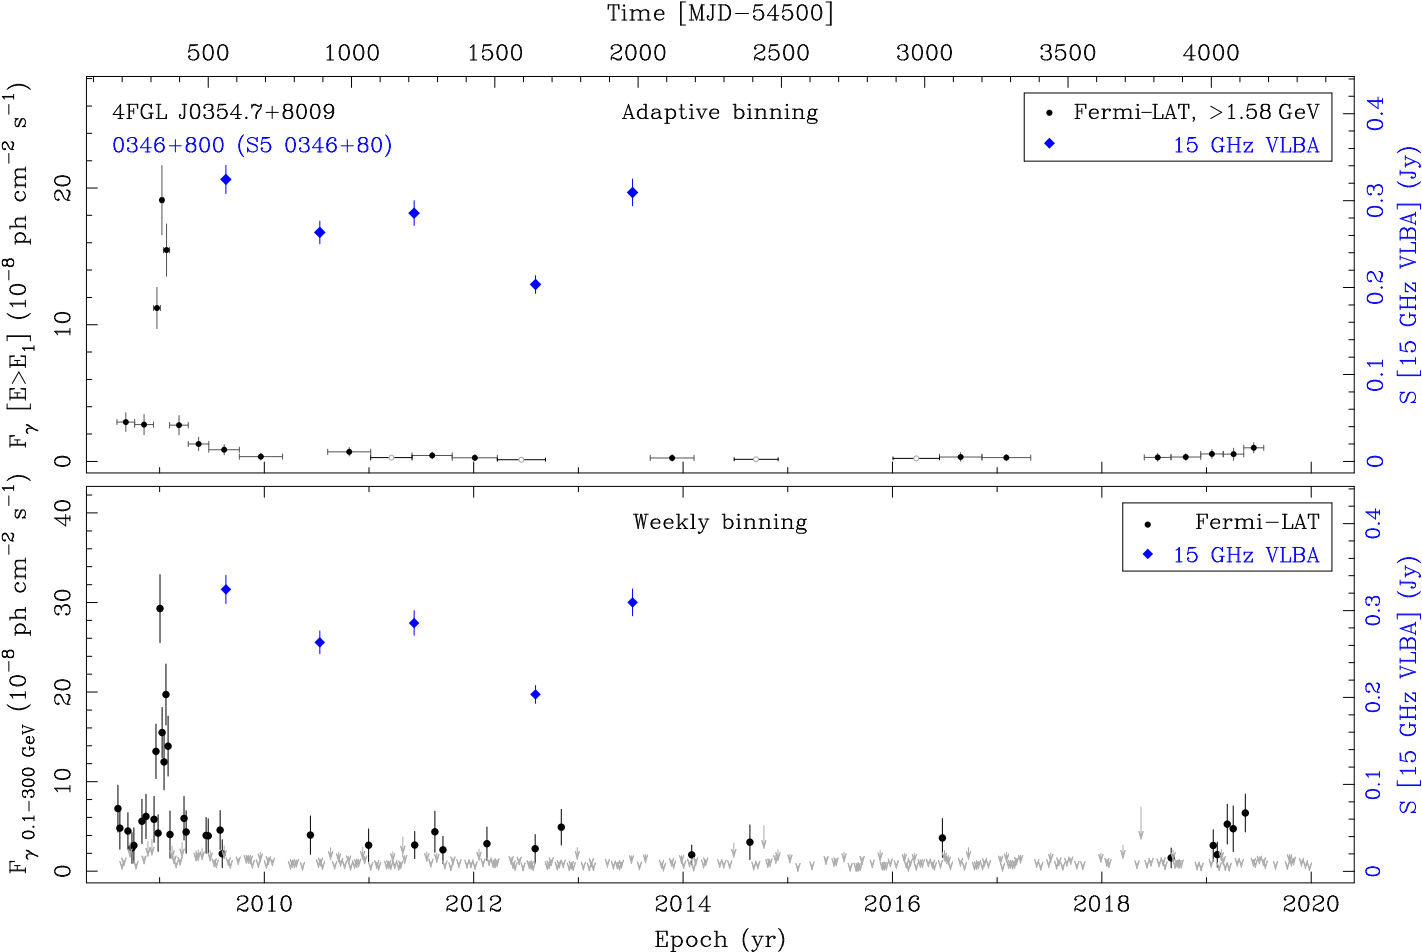 Time [MJD−54500]
500 1000 1500 2000 2500 3000 3500 4000
4FGL J0354.7+8009
0346+800 (S5 0346+80)
Adaptive binning
Fermi−LAT, >1.58 GeV
15 GHz VLBA
F_γ [E>E_1] (10^−8 ph cm^−2 s^−1)
20
10
0
S [15 GHz VLBA] (Jy)
0.4
0.3
0.2
0.1
0
Weekly binning
Fermi−LAT
15 GHz VLBA
F_γ 0.1−300 GeV (10^−8 ph cm^−2 s^−1)
40
30
20
10
0
S [15 GHz VLBA] (Jy)
0.4
0.3
0.2
0.1
0
2010 2012 2014 2016 2018 2020
Epoch (yr)